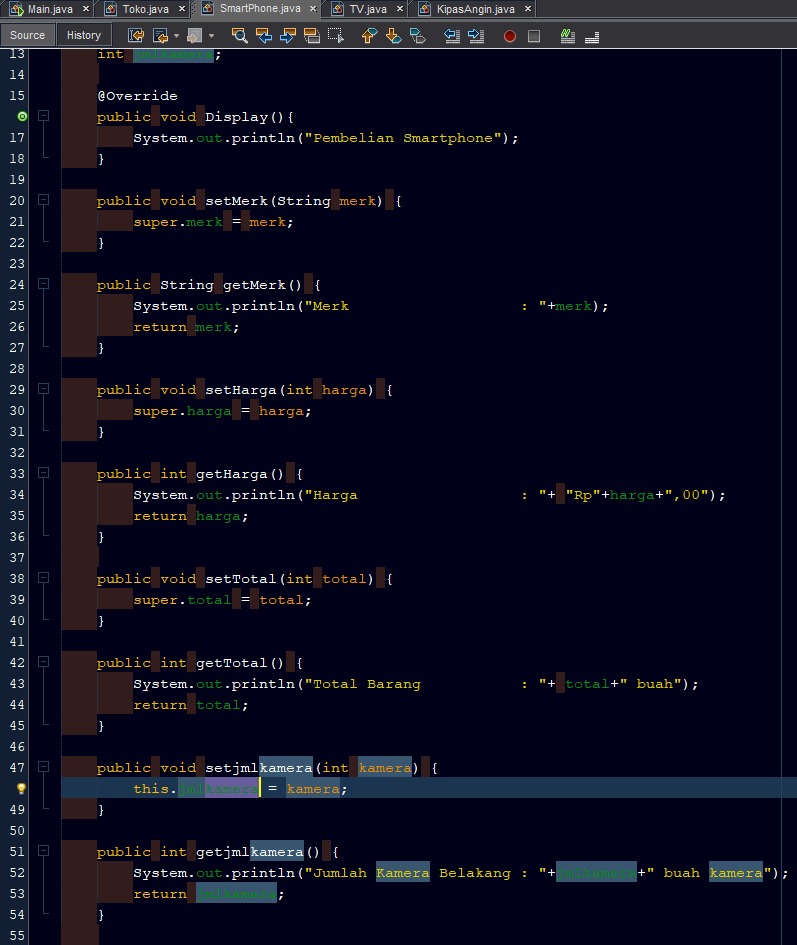 Main.java × Toko.java × SmartPhone.java × TV.java × KipasAngin.java ×
Source History
13 int jmlkamera;
14
15 @Override
public void Display(){
17 System.out.println("Pembelian Smartphone");
18 }
19
20 public void setMerk(String merk) {
21 super.merk = merk;
22 }
23
24 public String getMerk() {
25 System.out.println("Merk : "+merk);
26 return merk;
27 }
28
29 public void setHarga(int harga) {
30 super.harga = harga;
31 }
32
33 public int getHarga() {
34 System.out.println("Harga : "+ "Rp"+harga+",00");
35 return harga;
36 }
37
38 public void setTotal(int total) {
39 super.total = total;
40 }
41
42 public int getTotal() {
43 System.out.println("Total Barang : "+ total+" buah");
44 return total;
45 }
46
47 public void setjmlkamera(int kamera) {
this.jmlkamera = kamera;
49 }
50
51 public int getjmlkamera() {
52 System.out.println("Jumlah Kamera Belakang : "+jmlkamera+" buah kamera");
53 return jmlkamera;
54 }
55